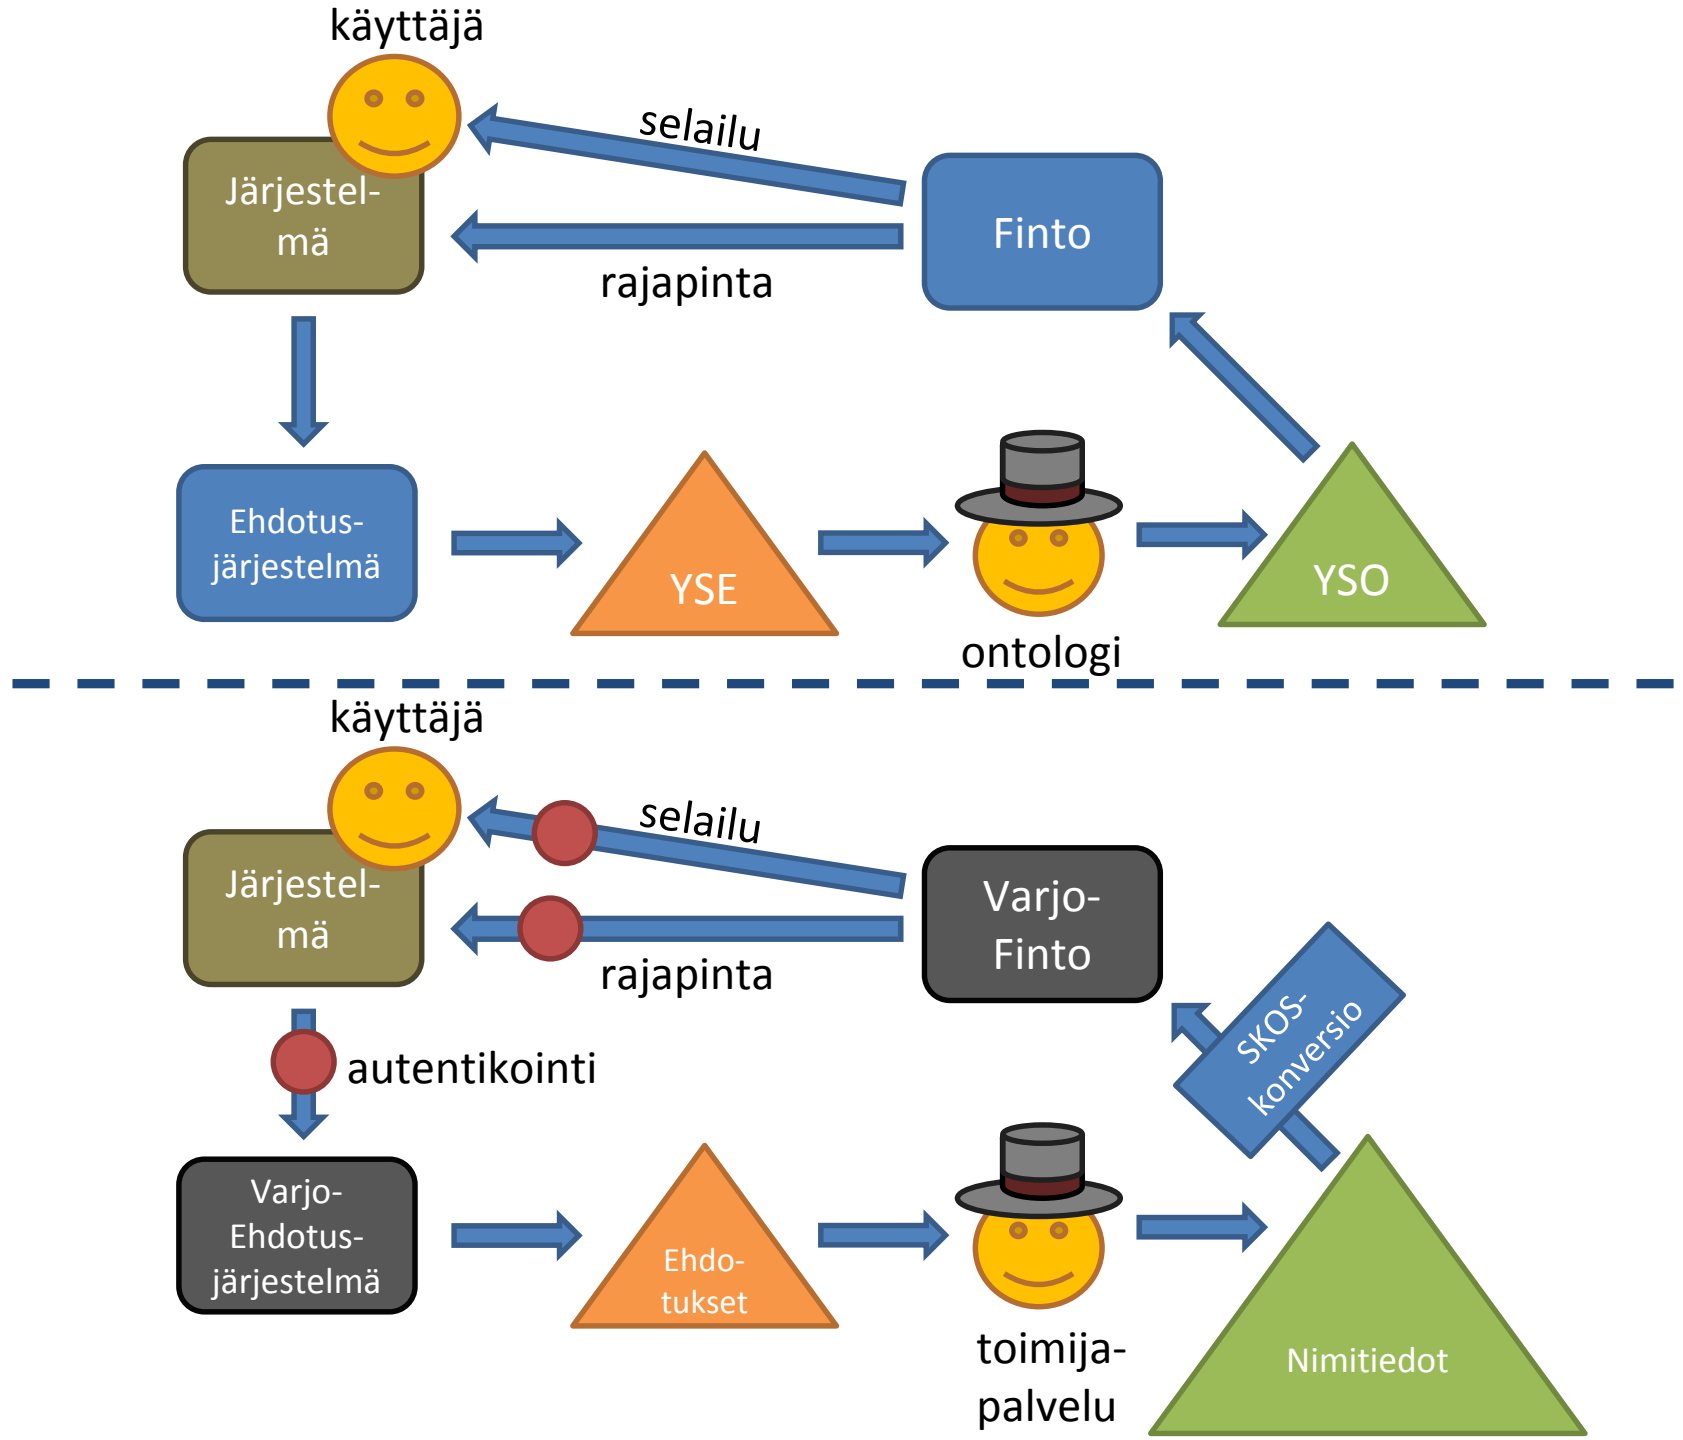 käyttäjä
selailu
Järjestel-
mä
Finto
rajapinta
Ehdotus-
järjestelmä
YSE
YSO
ontologi
käyttäjä
selailu
Järjestel-
mä
Varjo-
Finto
rajapinta
SKOS-
konversio
autentikointi
Varjo-
Ehdotus-
järjestelmä
Ehdo-
tukset
toimija-
palvelu
Nimitiedot